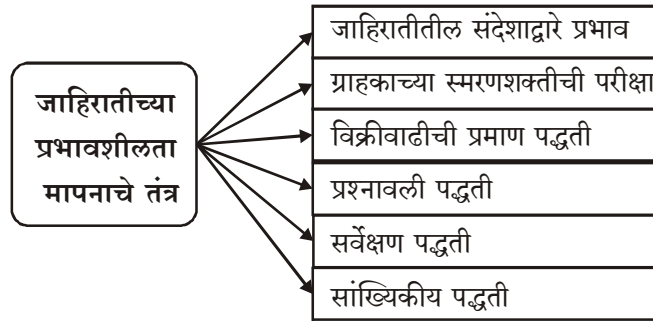 जाहिरातीच्या
प्रभावशीलता
मापनाचे तंत्र
जाहिरातीतील संदेशाद्वारे प्रभाव
ग्राहकाच्या स्मरणशक्तीची परीक्षा
विक्रीवाढीची प्रमाण पद्धती
प्रश्नावली पद्धती
सर्वेक्षण पद्धती
सांख्यिकीय पद्धती